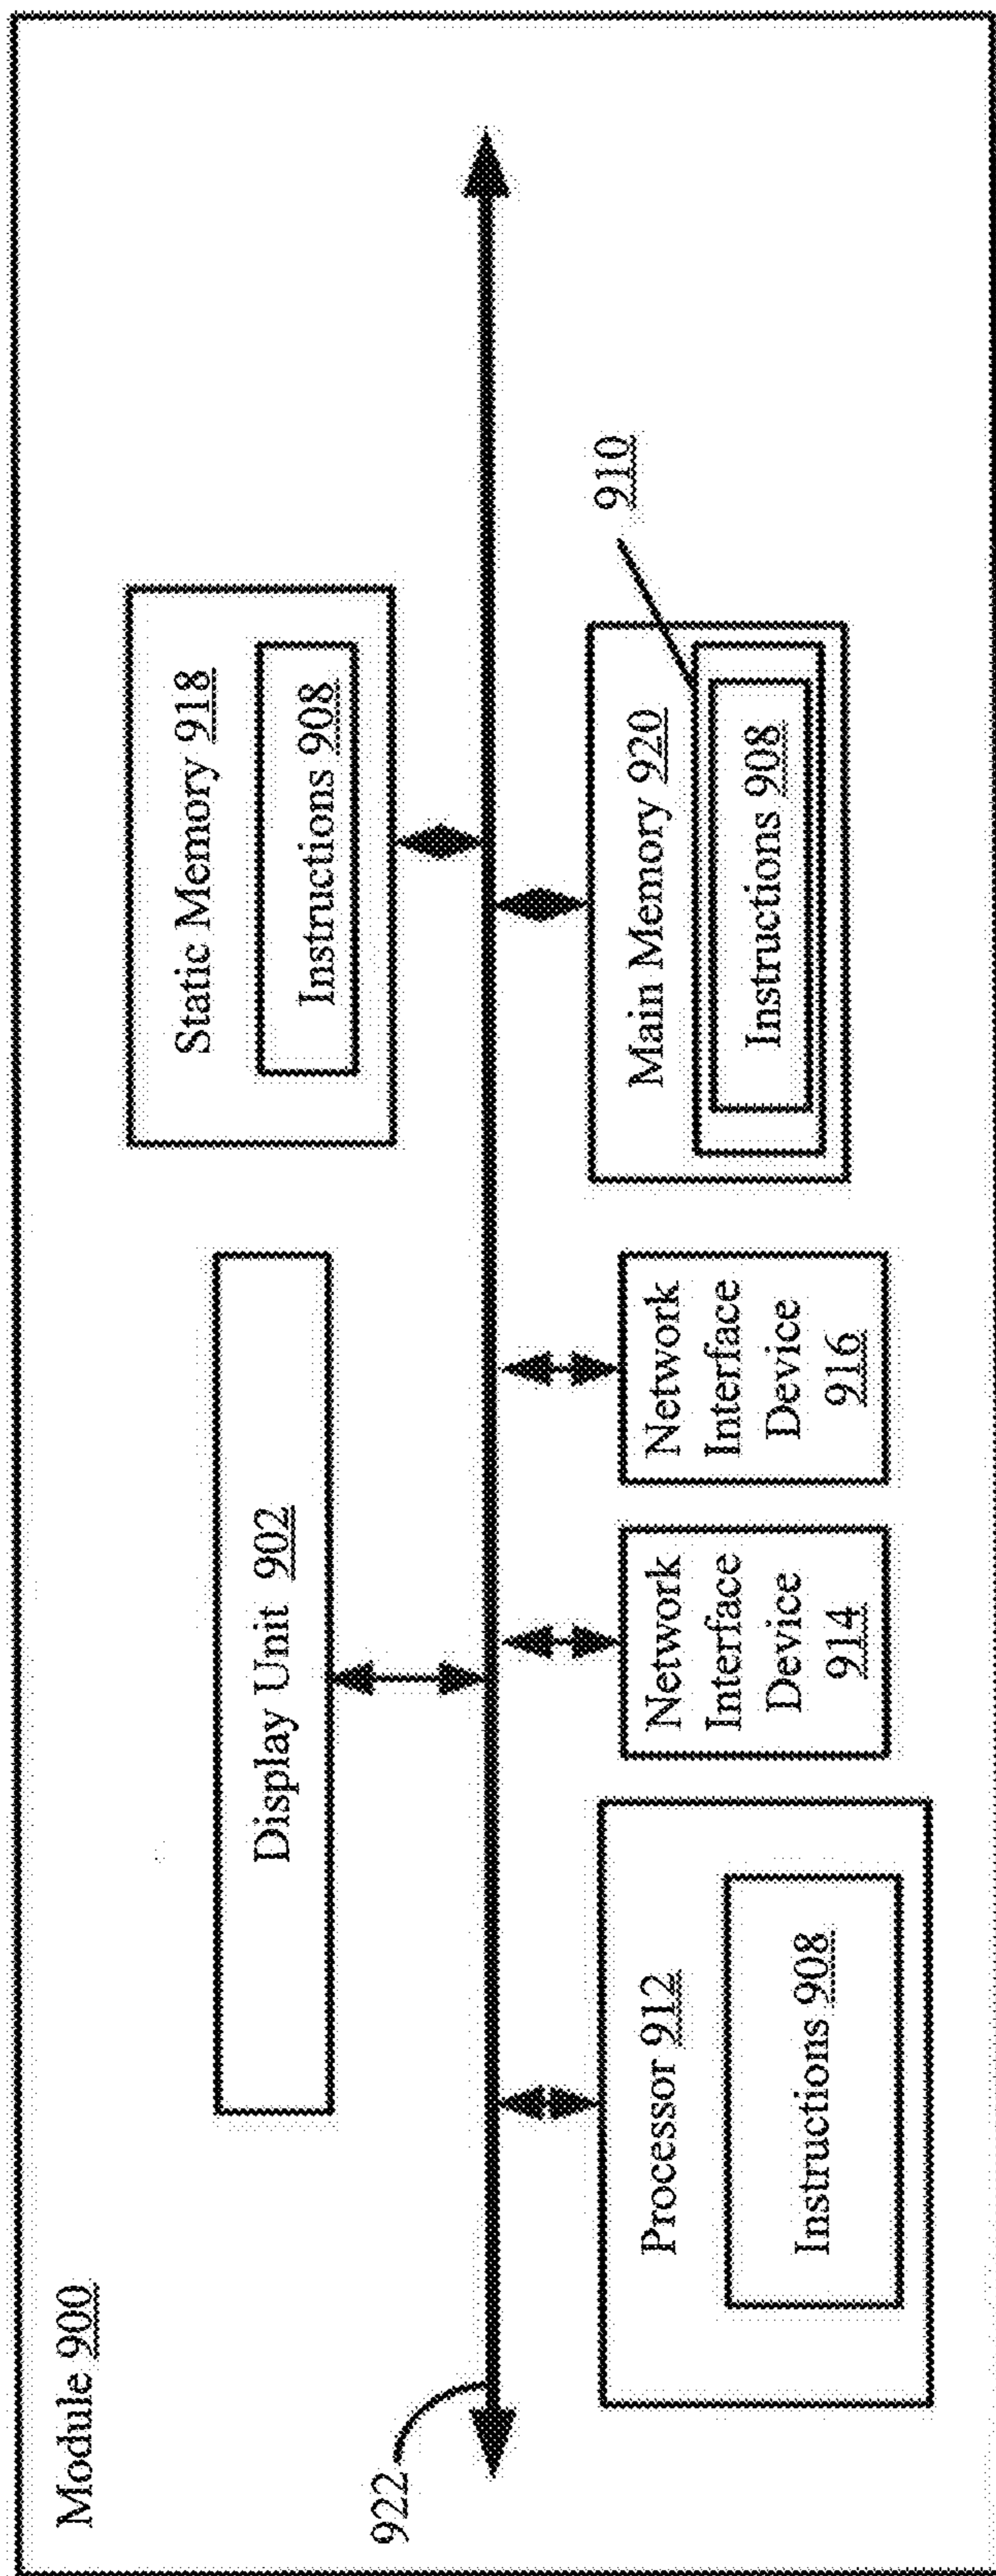 Module 900
Display Unit 902
Static Memory 918
Instructions 908
922
910
Processor 912
Instructions 908
Network
Interface
Device
914
Network
Interface
Device
916
Main Memory 920
Instructions 908